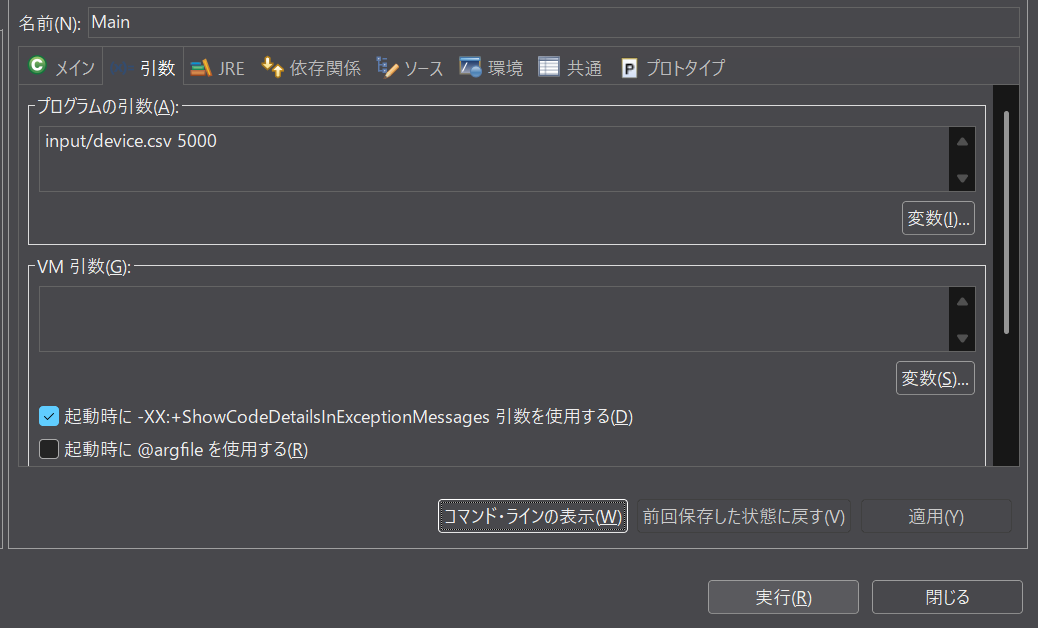 名前(N): Main
メイン 引数 JRE 依存関係 ソース 環境 共通 プロトタイプ
プログラムの引数(A):
input/device.csv 5000
変数(I)...
VM 引数(G):
変数(S)...
起動時に -XX:+ShowCodeDetailsInExceptionMessages 引数を使用する(D)
起動時に @argfile を使用する(R)
コマンド・ラインの表示(W) 前回保存した状態に戻す(V) 適用(Y)
実行(R) 閉じる